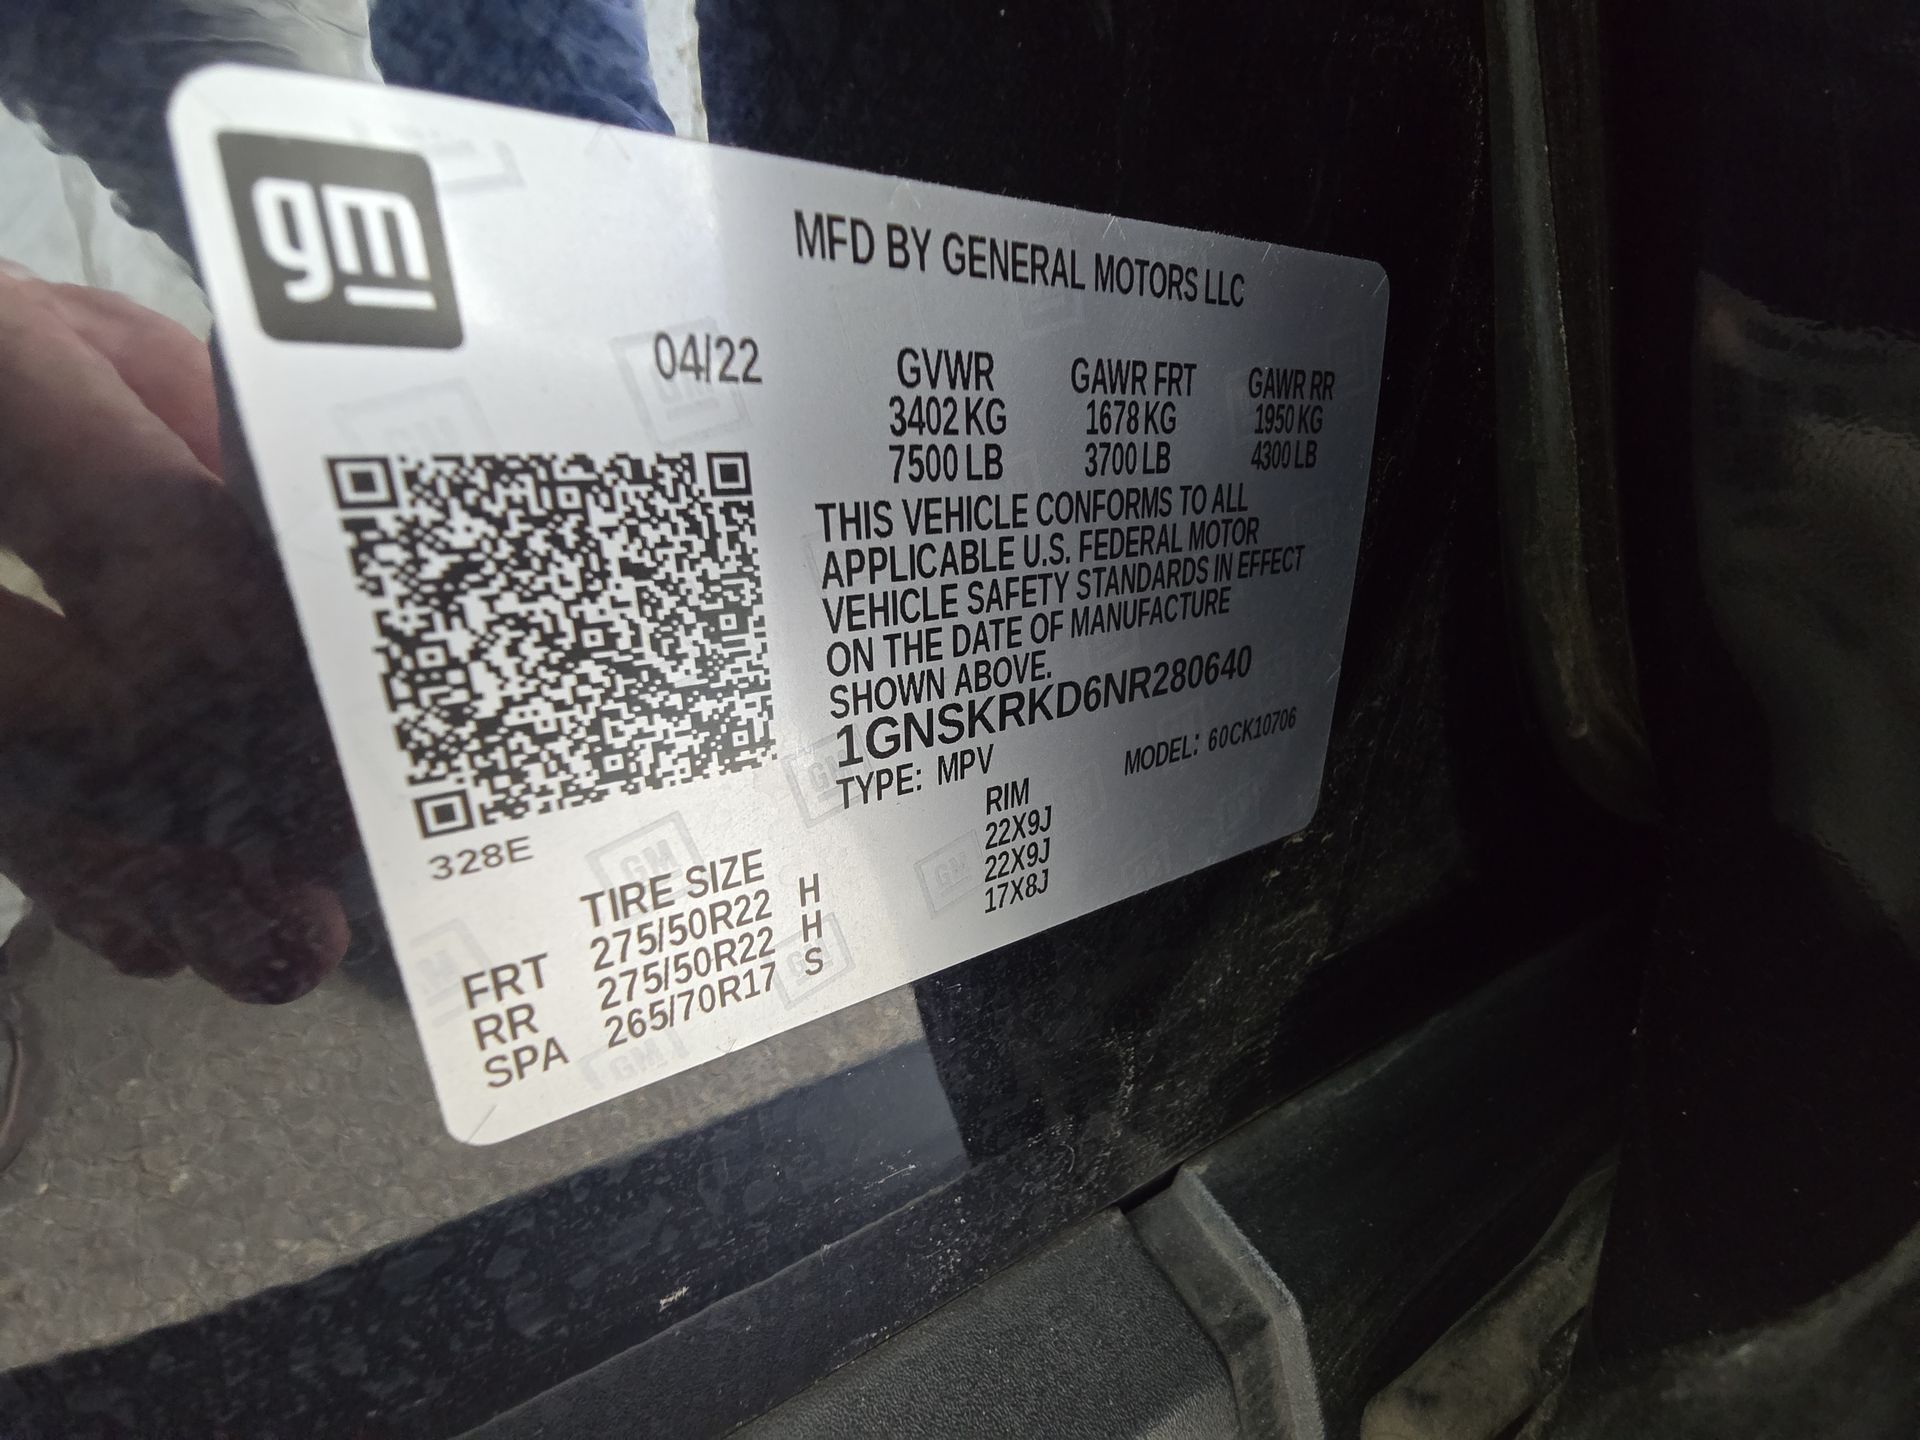 gm
MFD BY GENERAL MOTORS LLC
04/22
GVWR GAWR FRT GAWR RR
3402 KG 1678 KG 1950 KG
7500 LB 3700 LB 4300 LB
THIS VEHICLE CONFORMS TO ALL
APPLICABLE U.S. FEDERAL MOTOR
VEHICLE SAFETY STANDARDS IN EFFECT
ON THE DATE OF MANUFACTURE
SHOWN ABOVE.
1GNSKRKD6NR280640
TYPE: MPV MODEL: 60CK10706
328E
TIRE SIZE RIM
FRT 275/50R22 H 22X9J
RR 275/50R22 H 22X9J
SPA 265/70R17 S 17X8J